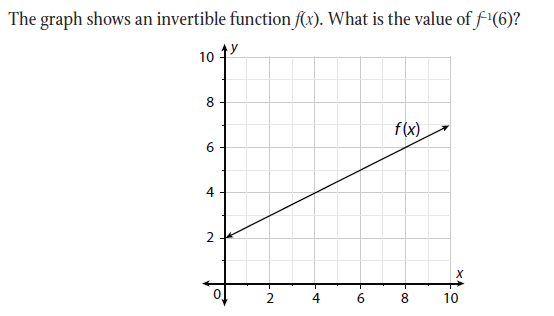 The graph shows an invertible function f(x). What is the value of f⁻¹(6)?
y
10
8
f(x)
6
4
2
x
0
2 4 6 8 10